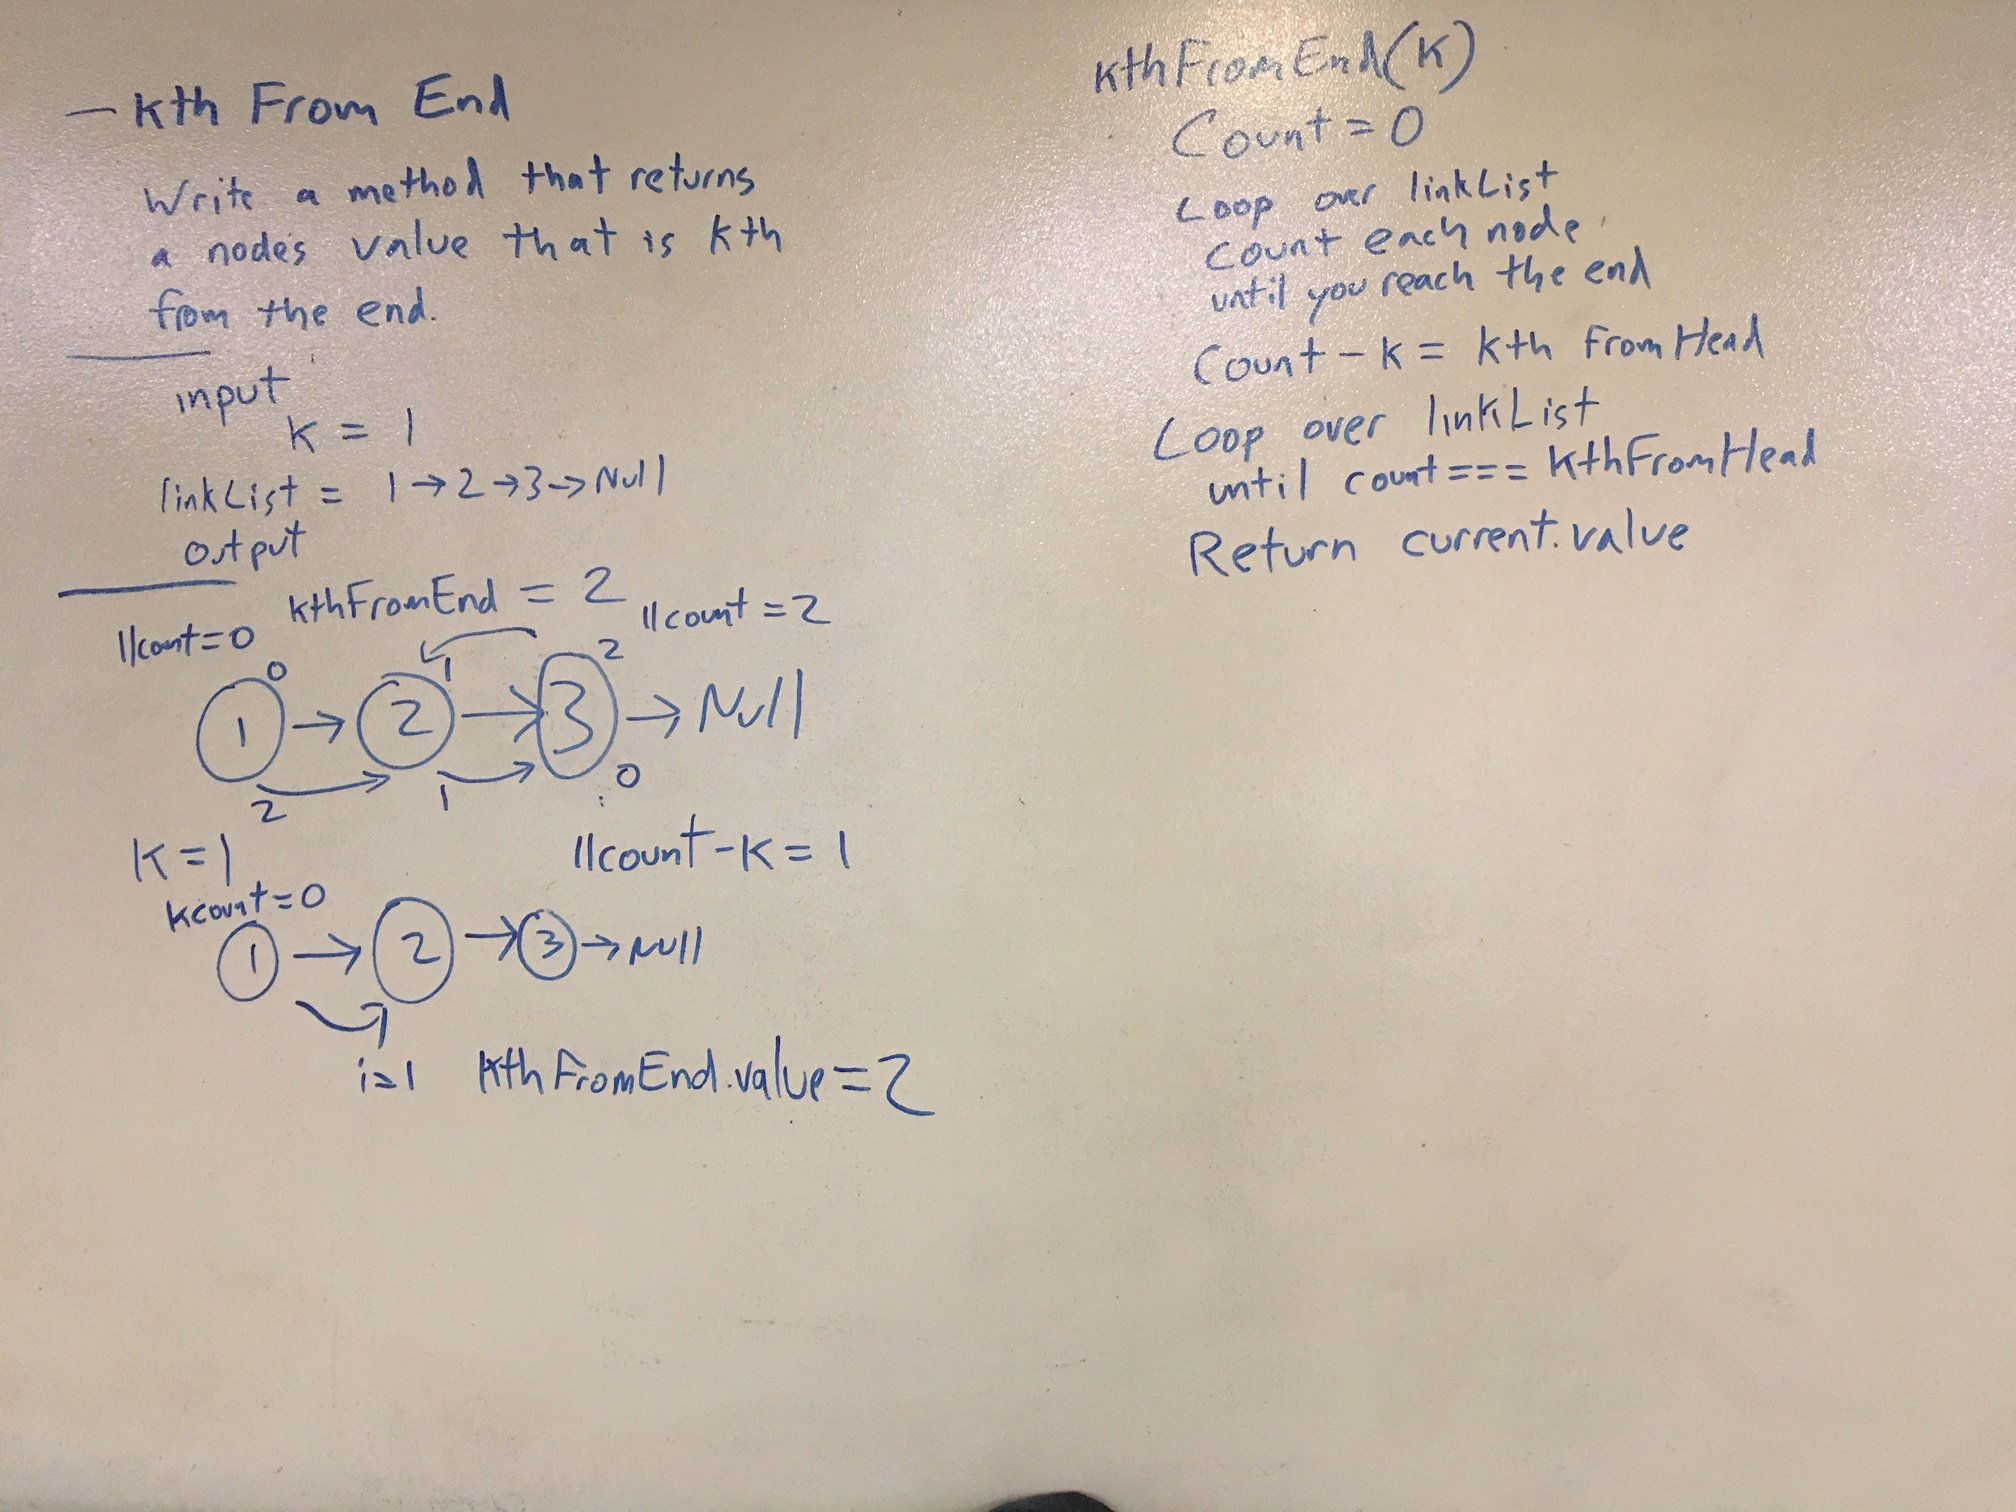 — Kth From End
Write a method that returns
a node's value that is kth
from the end.
input
K = 1
linkList = 1→2→3→Null
output
kthFromEnd = 2
llcount=0
llcount=2
0 1 2
1 → 2 → 3 → Null
2 1 0
K=1
llcount-K=1
kcount=0
1 → 2 → 3 → Null
i=1 kthFromEnd.value=2
kthFromEnd(K)
Count=0
Loop over linkList
count each node
until you reach the end
Count-K= kth From Head
Loop over linkList
until count=== KthFromHead
Return current.value